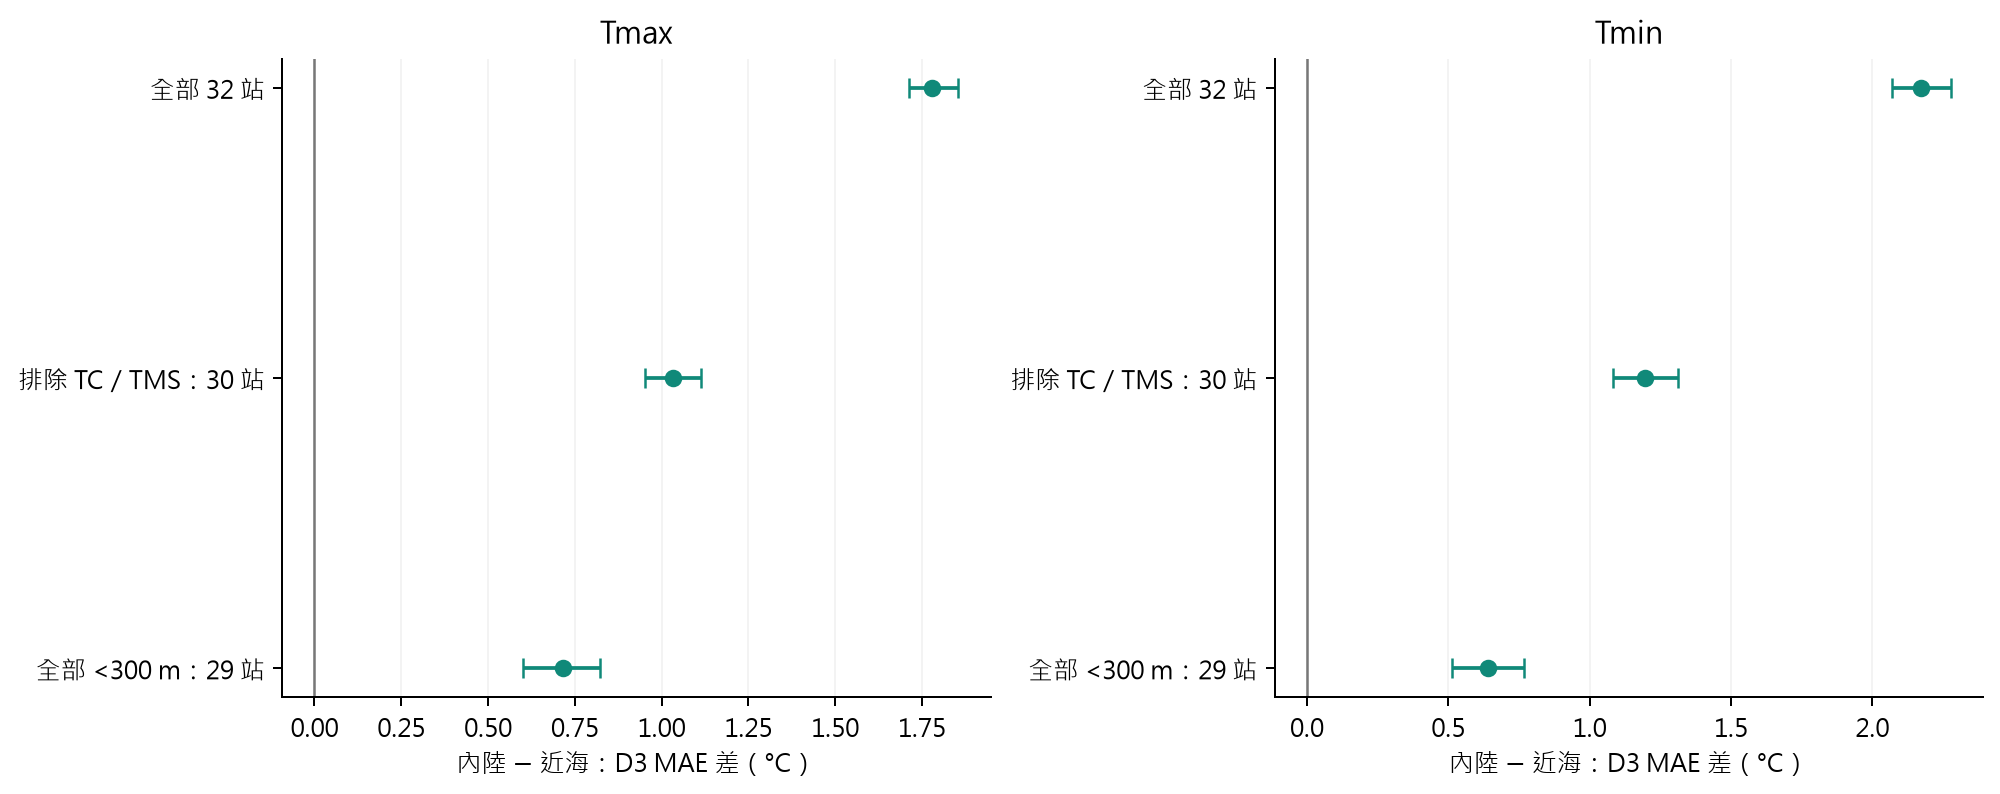 Tmax
全部 32 站
排除 TC / TMS：30 站
全部 <300 m：29 站
0.00 0.25 0.50 0.75 1.00 1.25 1.50 1.75
內陸 − 近海：D3 MAE 差（°C）
Tmin
全部 32 站
排除 TC / TMS：30 站
全部 <300 m：29 站
0.0 0.5 1.0 1.5 2.0
內陸 − 近海：D3 MAE 差（°C）